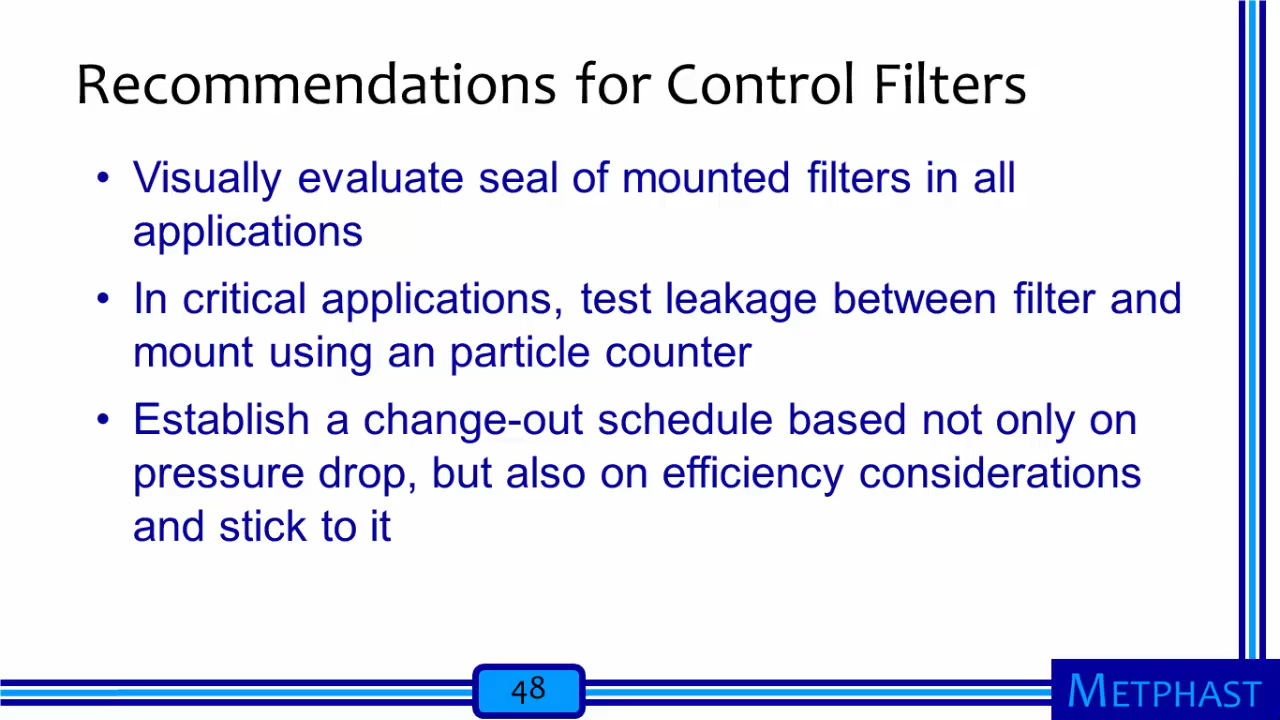 Recommendations for Control Filters
• Visually evaluate seal of mounted filters in all
applications
• In critical applications, test leakage between filter and
mount using an particle counter
• Establish a change-out schedule based not only on
pressure drop, but also on efficiency considerations
and stick to it
48
METPHAST